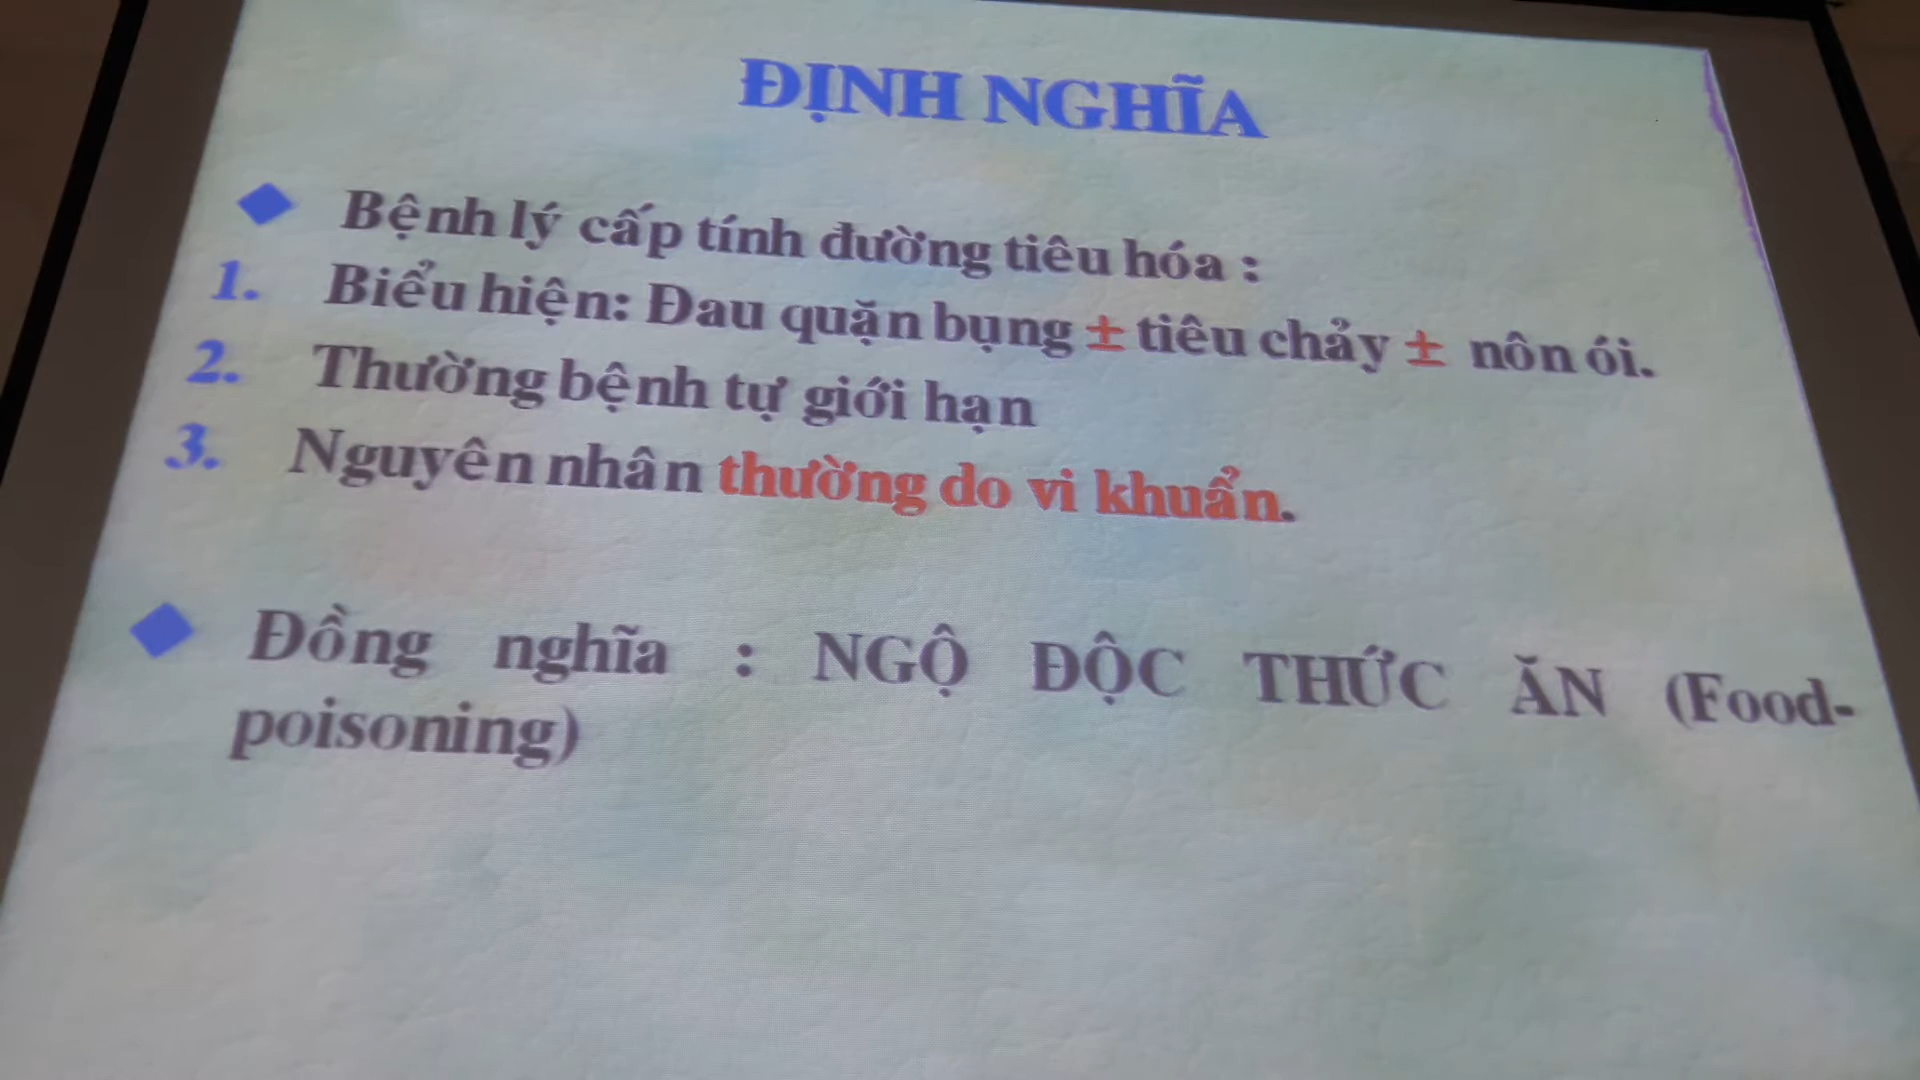 ĐỊNH NGHĨA
◆ Bệnh lý cấp tính đường tiêu hóa :
1. Biểu hiện: Đau quặn bụng ± tiêu chảy ± nôn ói.
2. Thường bệnh tự giới hạn
3. Nguyên nhân thường do vi khuẩn.
◆ Đồng nghĩa : NGỘ ĐỘC THỨC ĂN (Food-
poisoning)